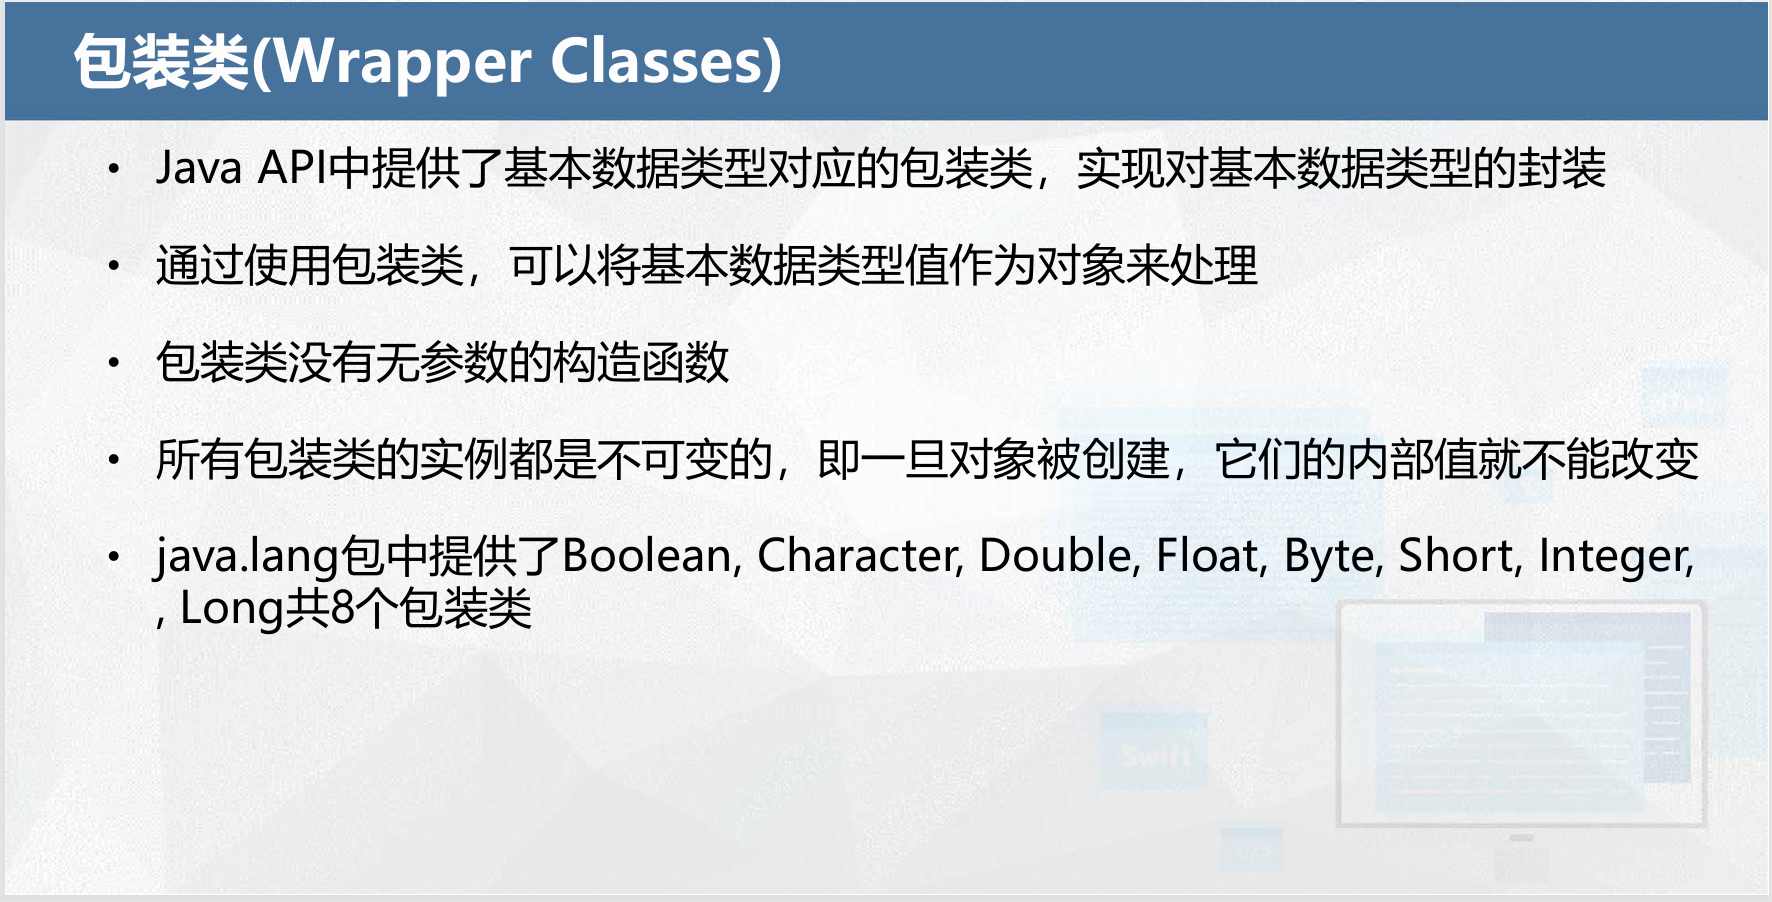 包装类(Wrapper Classes)
• Java API中提供了基本数据类型对应的包装类，实现对基本数据类型的封装
• 通过使用包装类，可以将基本数据类型值作为对象来处理
• 包装类没有无参数的构造函数
• 所有包装类的实例都是不可变的，即一旦对象被创建，它们的内部值就不能改变
• java.lang包中提供了Boolean, Character, Double, Float, Byte, Short, Integer,
, Long共8个包装类
Swift
</>